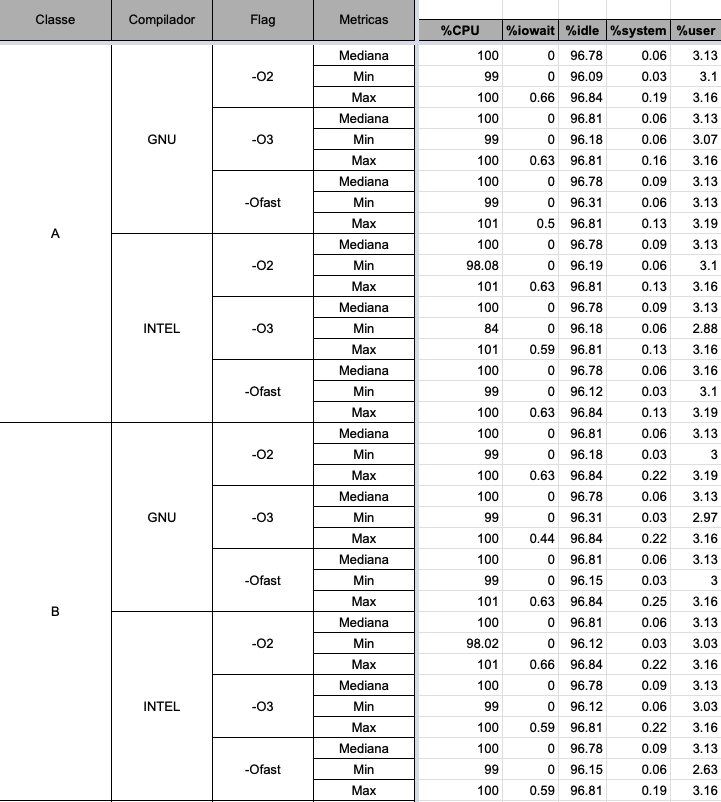 Classe Compilador Flag Metricas %CPU %iowait %idle %system %user
Mediana 100 0 96.78 0.06 3.13
-O2 Min 99 0 96.09 0.03 3.1
Max 100 0.66 96.84 0.19 3.16
Mediana 100 0 96.81 0.06 3.13
GNU -O3 Min 99 0 96.18 0.06 3.07
Max 100 0.63 96.81 0.16 3.16
Mediana 100 0 96.78 0.09 3.13
-Ofast Min 99 0 96.31 0.06 3.13
Max 101 0.5 96.81 0.13 3.19
A
Mediana 100 0 96.78 0.09 3.13
-O2 Min 98.08 0 96.19 0.06 3.1
Max 101 0.63 96.81 0.13 3.16
Mediana 100 0 96.78 0.09 3.13
INTEL -O3 Min 84 0 96.18 0.06 2.88
Max 101 0.59 96.81 0.13 3.16
Mediana 100 0 96.78 0.06 3.16
-Ofast Min 99 0 96.12 0.03 3.1
Max 100 0.63 96.84 0.13 3.19
Mediana 100 0 96.81 0.06 3.13
-O2 Min 99 0 96.18 0.03 3
Max 100 0.63 96.84 0.22 3.19
Mediana 100 0 96.78 0.06 3.13
GNU -O3 Min 99 0 96.31 0.03 2.97
Max 100 0.44 96.84 0.22 3.16
Mediana 100 0 96.81 0.06 3.13
-Ofast Min 99 0 96.15 0.03 3
Max 101 0.63 96.84 0.25 3.16
B
Mediana 100 0 96.81 0.06 3.13
-O2 Min 98.02 0 96.12 0.03 3.03
Max 101 0.66 96.84 0.22 3.16
Mediana 100 0 96.78 0.09 3.13
INTEL -O3 Min 99 0 96.12 0.06 3.03
Max 100 0.59 96.81 0.22 3.16
Mediana 100 0 96.78 0.09 3.13
-Ofast Min 99 0 96.15 0.06 2.63
Max 100 0.59 96.81 0.19 3.16